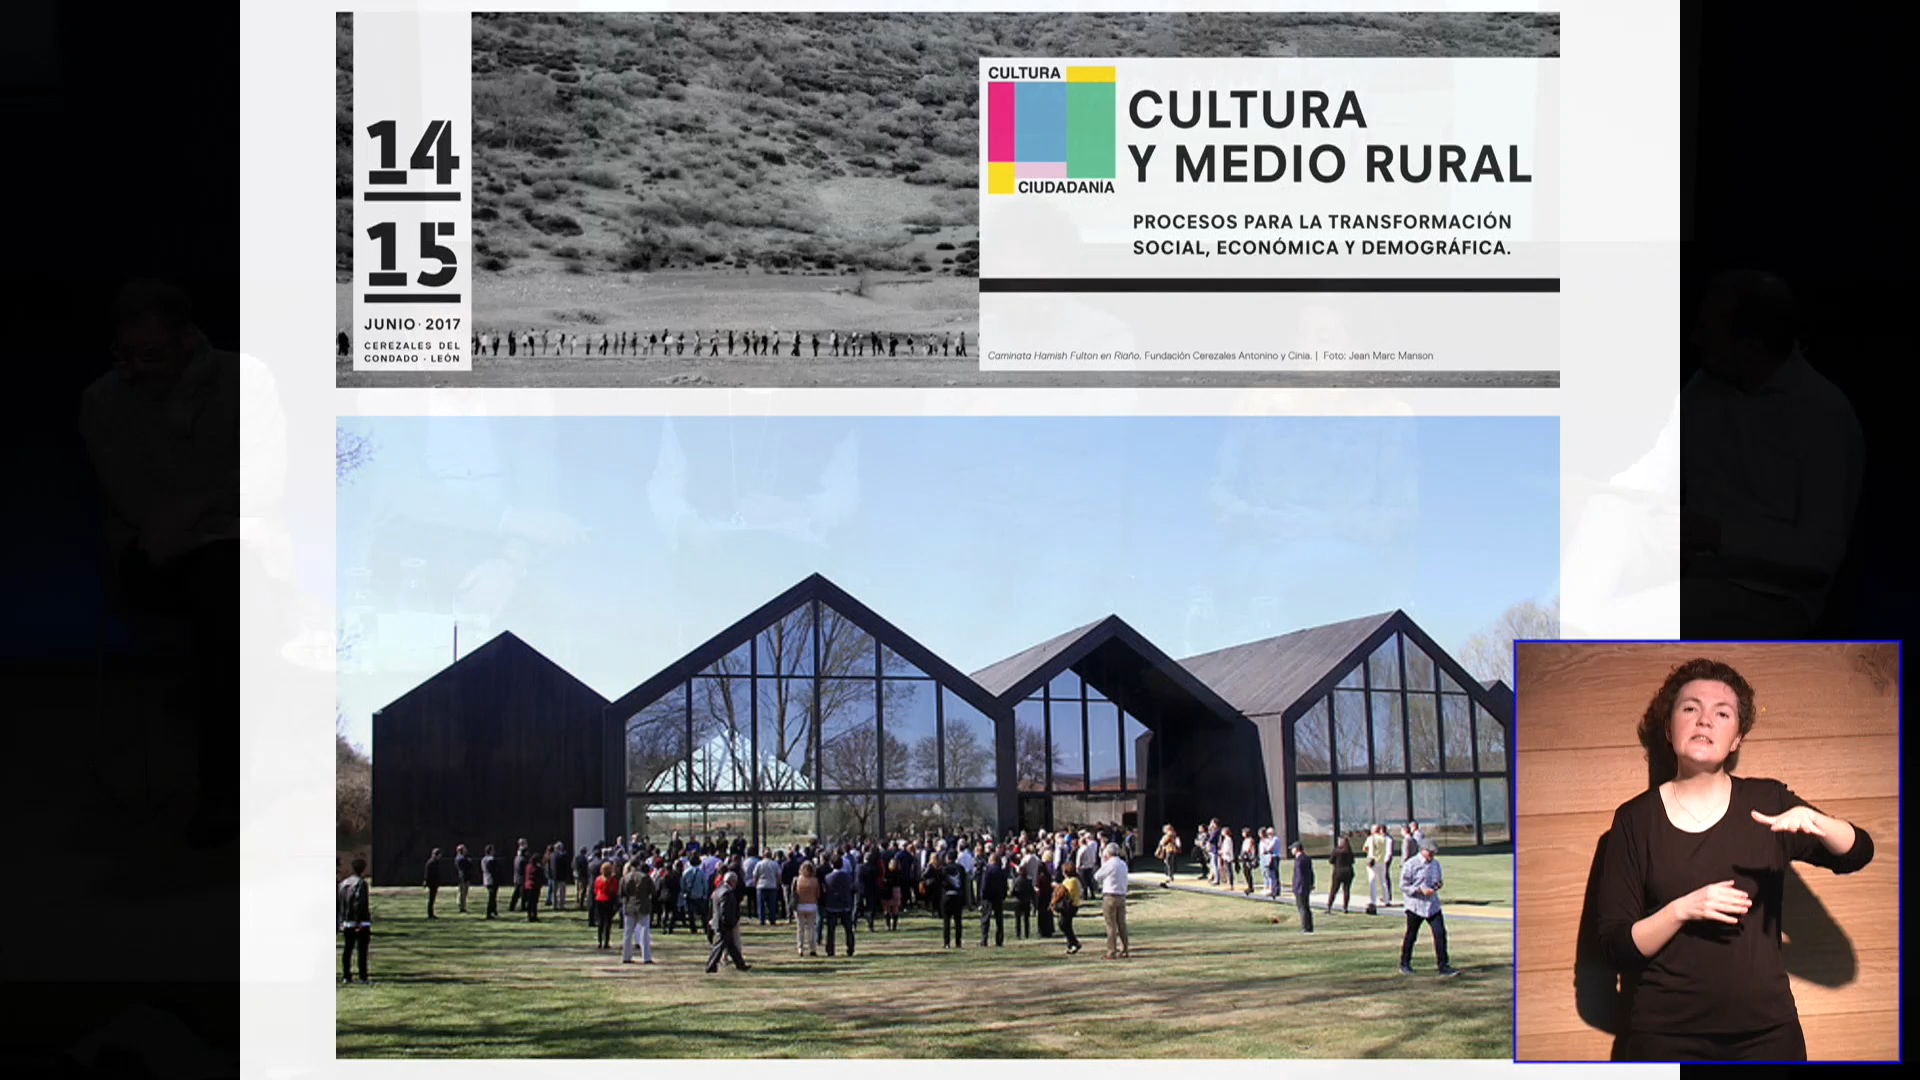 14
15
JUNIO · 2017
CEREZALES DEL
CONDADO · LEÓN
CULTURA
CIUDADANÍA
CULTURA
Y MEDIO RURAL
PROCESOS PARA LA TRANSFORMACIÓN
SOCIAL, ECONÓMICA Y DEMOGRÁFICA.
Caminata Hamish Fulton en Riaño. Fundación Cerezales Antonino y Cinia. | Foto: Jean Marc Manson